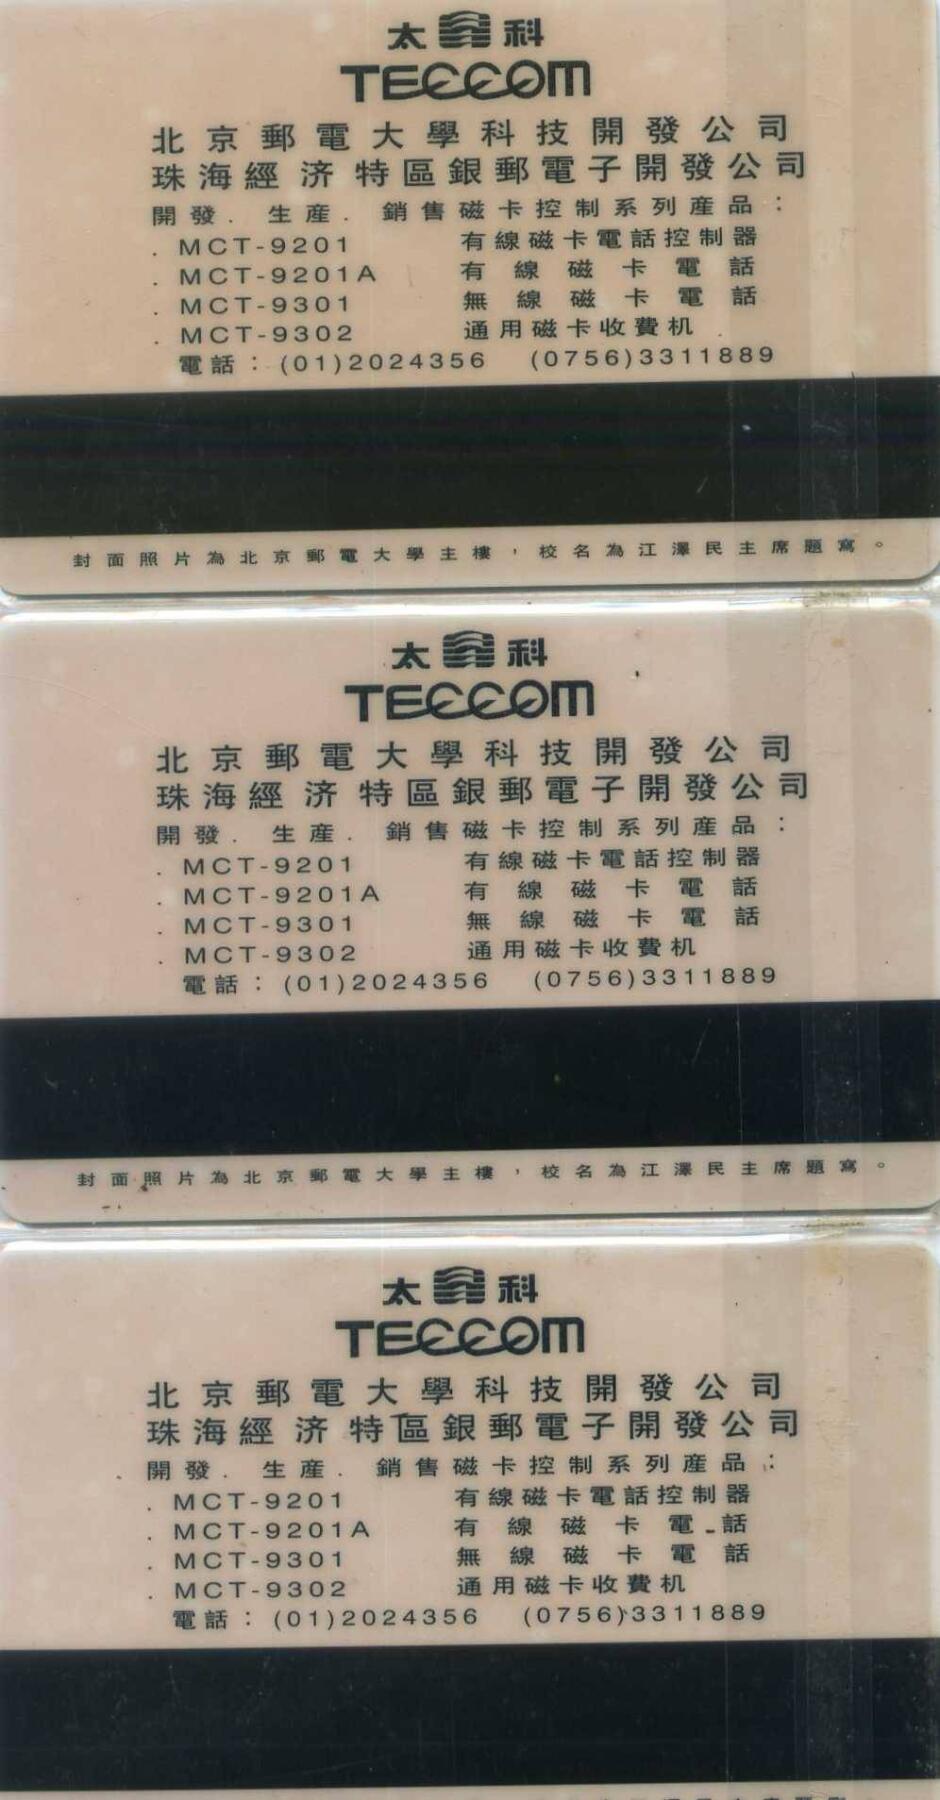 太 科
TECCOM
北京郵電大學科技開發公司
珠海經济特區銀郵電子開發公司
開發．生産．銷售磁卡控制系列産品：
. MCT-9201 有線磁卡電話控制器
. MCT-9201A 有線磁卡電話
. MCT-9301 無線磁卡電話
. MCT-9302 通用磁卡收費机
電話：(01)2024356 (0756)3311889
封面照片為北京郵電大學主樓，校名為江澤民主席題寫。
太 科
TECCOM
北京郵電大學科技開發公司
珠海經济特區銀郵電子開發公司
開發．生産．銷售磁卡控制系列産品：
. MCT-9201 有線磁卡電話控制器
. MCT-9201A 有線磁卡電話
. MCT-9301 無線磁卡電話
. MCT-9302 通用磁卡收費机
電話：(01)2024356 (0756)3311889
封面照片為北京郵電大學主樓，校名為江澤民主席題寫。
太 科
TECCOM
北京郵電大學科技開發公司
珠海經济特區銀郵電子開發公司
開發．生産．銷售磁卡控制系列産品：
. MCT-9201 有線磁卡電話控制器
. MCT-9201A 有線磁卡電話
. MCT-9301 無線磁卡電話
. MCT-9302 通用磁卡收費机
電話：(01)2024356 (0756)3311889